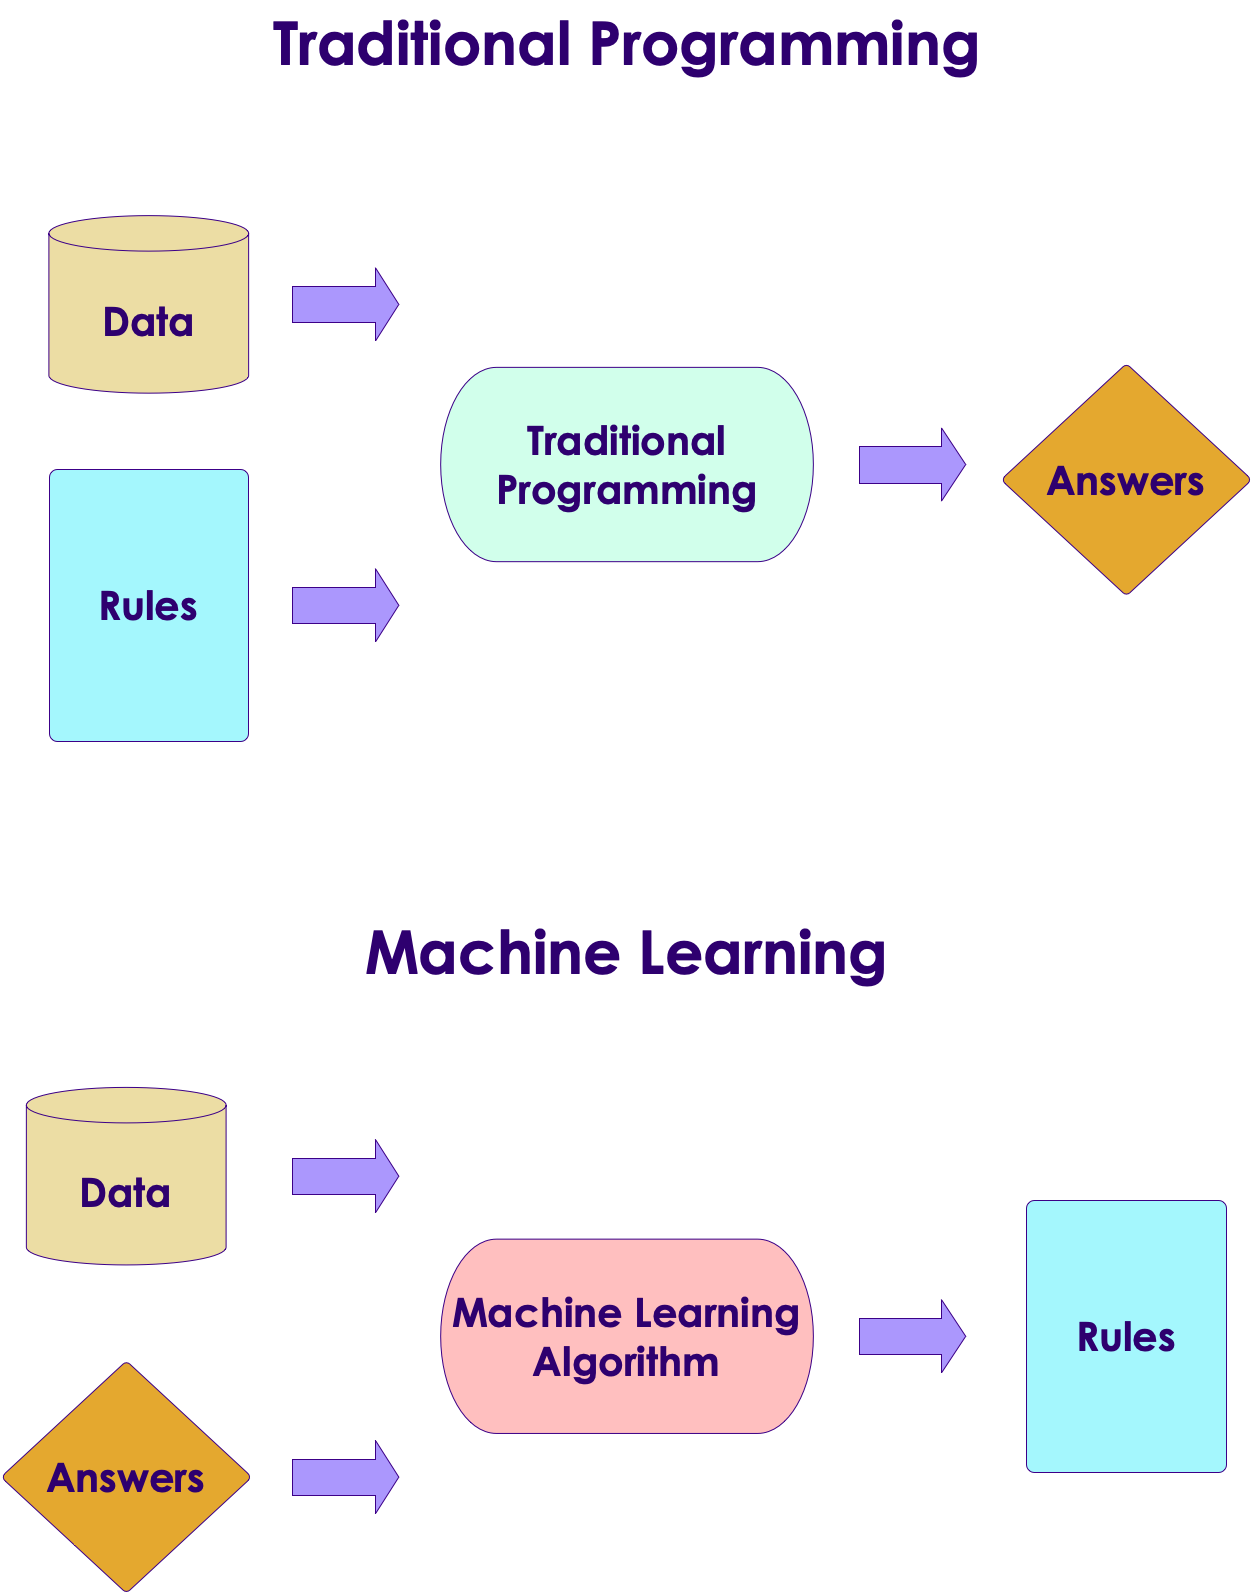 Traditional Programming
Data
Rules
Traditional
Programming
Answers
Machine Learning
Data
Answers
Machine Learning
Algorithm
Rules